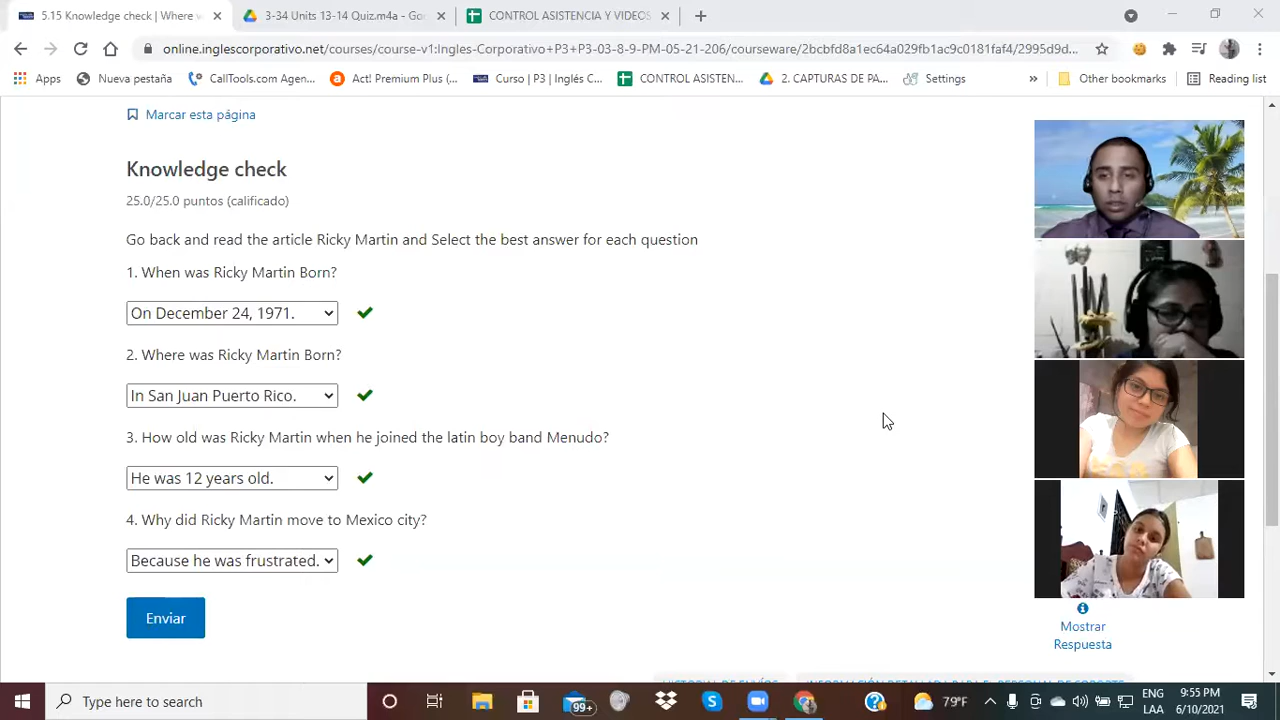 5.15 Knowledge check | Where v
3-34 Units 13-14 Quiz.m4a - Goo
CONTROL ASISTENCIA Y VIDEOS
online.inglescorporativo.net/courses/course-v1:Ingles-Corporativo+P3+P3-03-8-9-PM-05-21-206/courseware/2bcbfd8a1ec64a029fb1ac9c0181faf4/2995d9d...
Apps
Nueva pestaña
CallTools.com Agen...
Act! Premium Plus (...
Curso | P3 | Inglés C...
CONTROL ASISTEN...
2. CAPTURAS DE PA...
Settings
»
Other bookmarks
Reading list
Marcar esta página
Knowledge check
25.0/25.0 puntos (calificado)
Go back and read the article Ricky Martin and Select the best answer for each question
1. When was Ricky Martin Born?
On December 24, 1971.
2. Where was Ricky Martin Born?
In San Juan Puerto Rico.
3. How old was Ricky Martin when he joined the latin boy band Menudo?
He was 12 years old.
4. Why did Ricky Martin move to Mexico city?
Because he was frustrated.
Enviar
Mostrar
Respuesta
Type here to search
99+
79°F
ENG
LAA
9:55 PM
6/10/2021